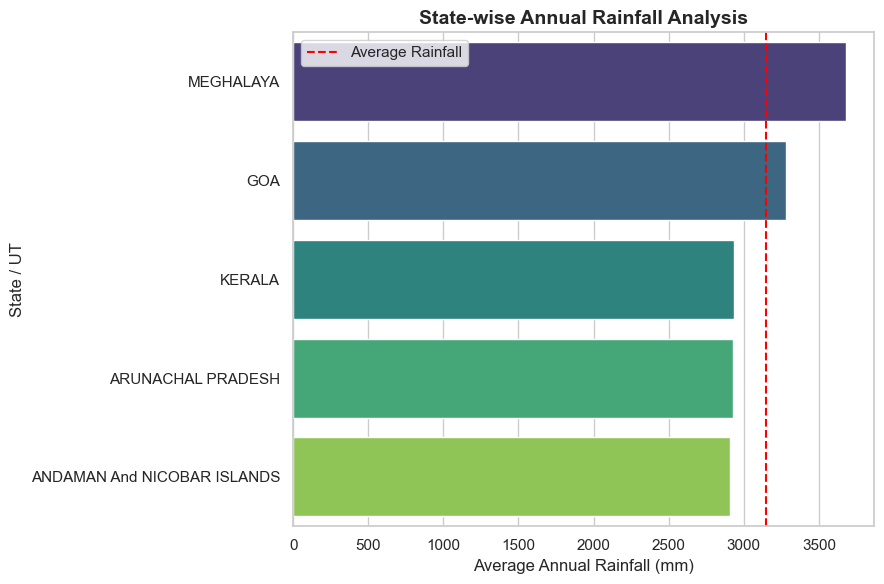 State-wise Annual Rainfall Analysis
Average Rainfall
MEGHALAYA
GOA
KERALA
ARUNACHAL PRADESH
ANDAMAN And NICOBAR ISLANDS
State / UT
0 500 1000 1500 2000 2500 3000 3500
Average Annual Rainfall (mm)